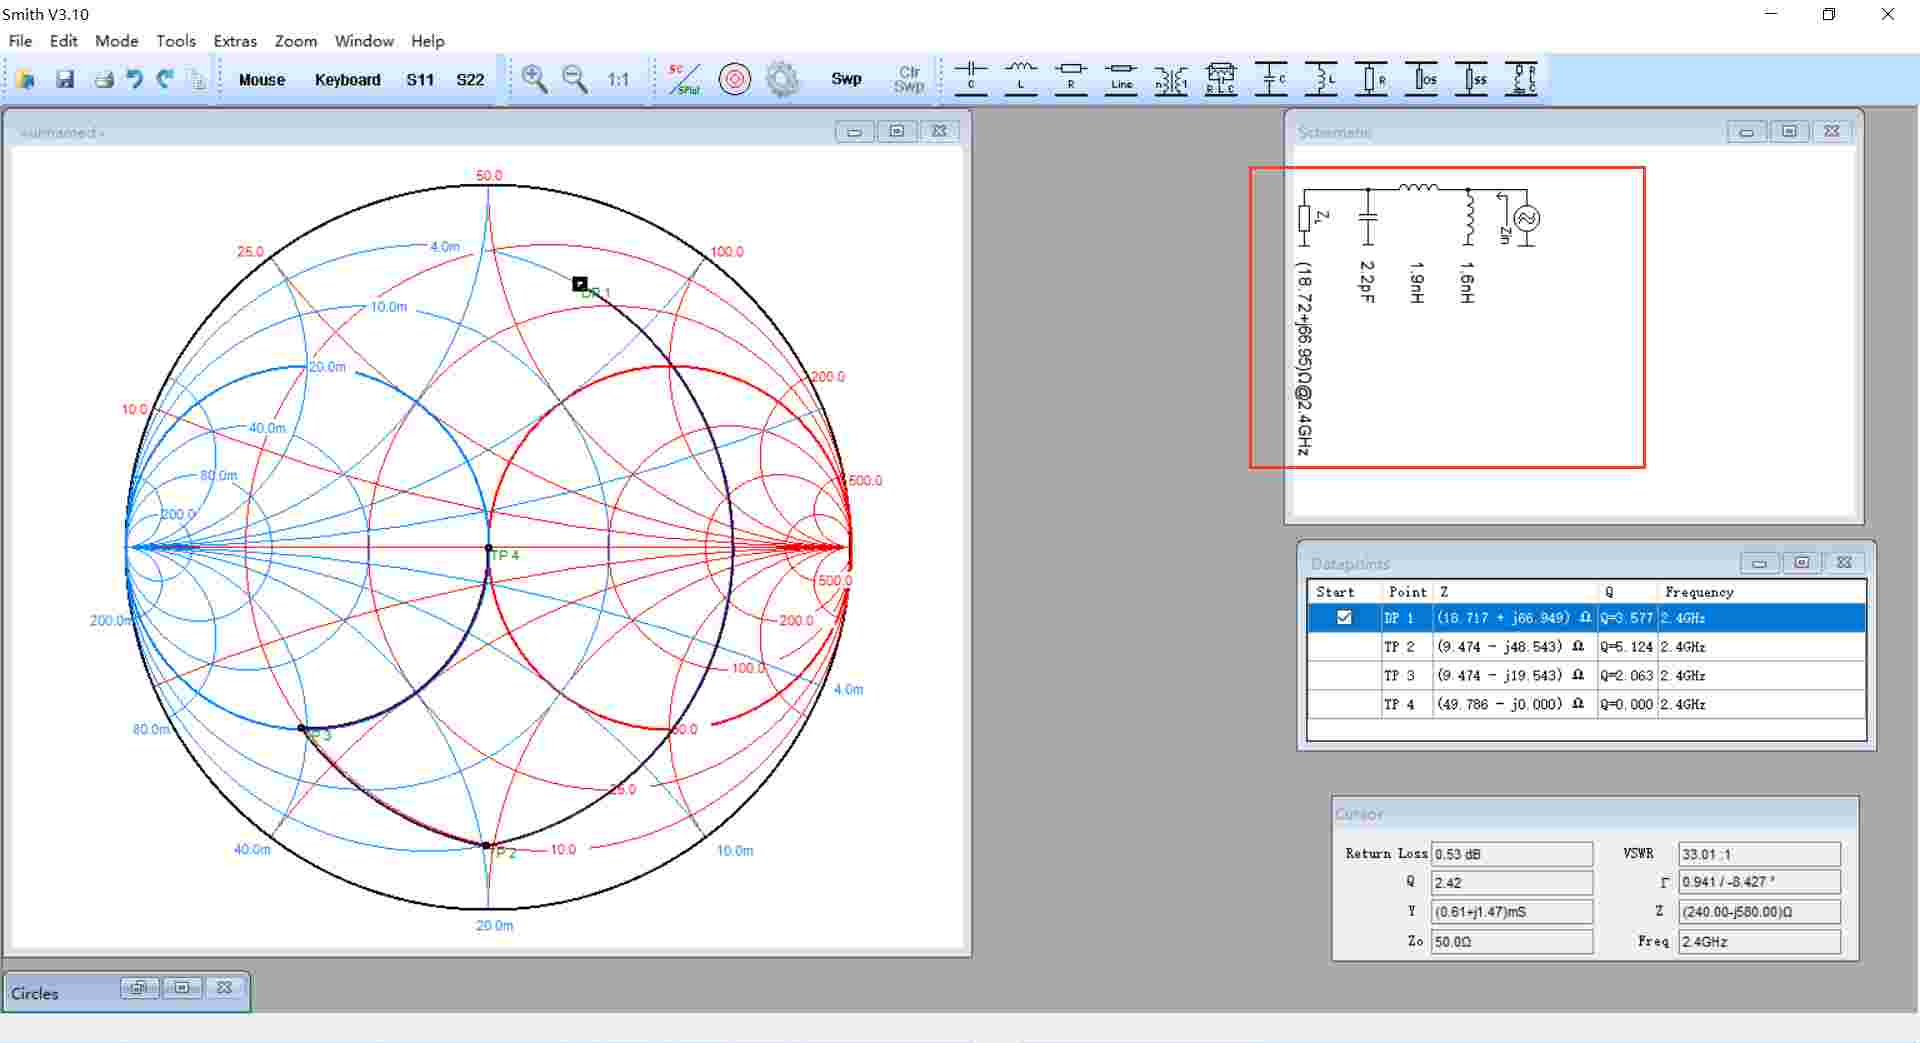 Smith V3.10
File Edit Mode Tools Extras Zoom Window Help
Mouse Keyboard S11 S22 1:1 SC SPlot Swp Clr Swp C L R Line n 1 R L C C L R OS SS R L C
<unnamed>
50.0
25.0 4.0m 100.0
DP 1
10.0m
20.0m 200.0
10.0
40.0m
80.0m 500.0
200.0
TP 4
500.0
200.0m 200.0
100.0
4.0m
80.0m TP 3 50.0
25.0
40.0m TP 2 10.0 10.0m
20.0m
Circles
Schematic
ZL Zin
(18.72+j66.95)Ω@2.4GHz
2.2pF
1.9nH
1.6nH
Datapoints
Start Point Z Q Frequency
DP 1 (18.717 + j66.949) Ω Q=3.577 2.4GHz
TP 2 (9.474 - j48.543) Ω Q=5.124 2.4GHz
TP 3 (9.474 - j19.543) Ω Q=2.063 2.4GHz
TP 4 (49.786 - j0.000) Ω Q=0.000 2.4GHz
Cursor
Return Loss 0.53 dB VSWR 33.01 :1
Q 2.42 Γ 0.941 / -8.427 °
Y (0.61+j1.47)mS Z (240.00-j580.00)Ω
Zo 50.0Ω Freq 2.4GHz